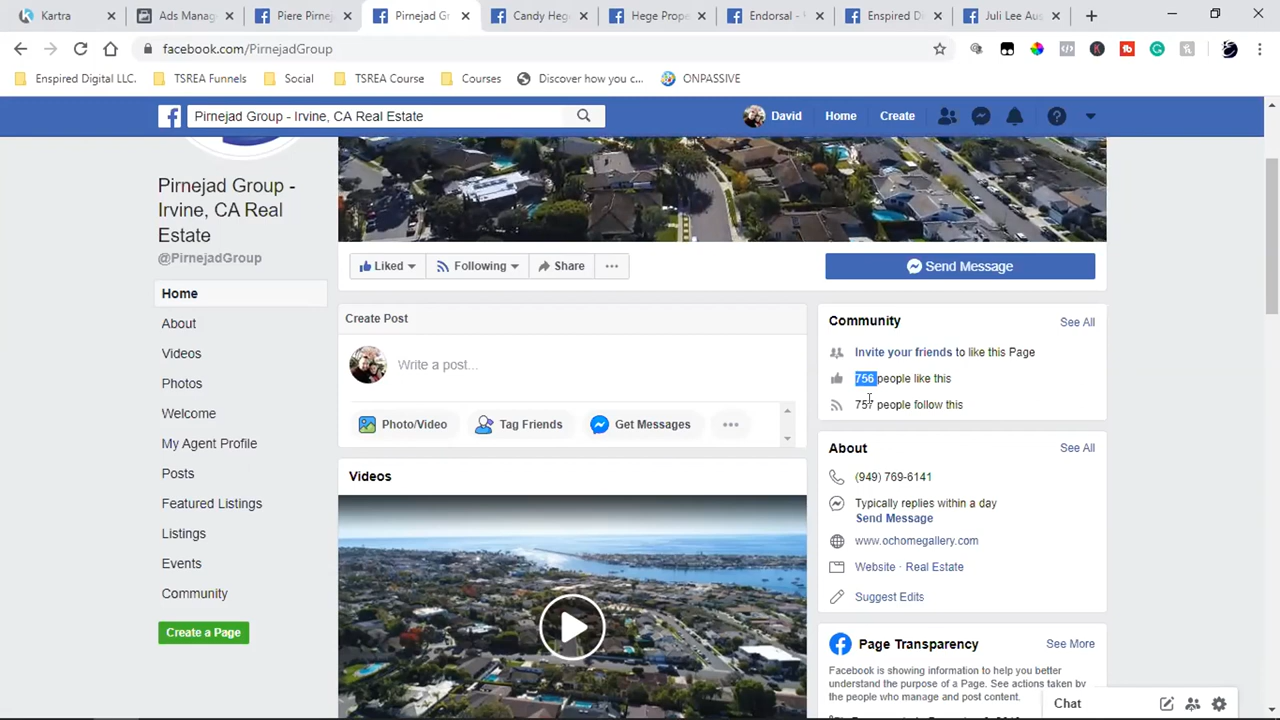 Kartra
Ads Manag
Piere Pirnej
Pirnejad Gr
Candy Heg
Hege Prope
Endorsal -
Enspired D
Juli Lee Aus
facebook.com/PirnejadGroup
Enspired Digital LLC.
TSREA Funnels
Social
TSREA Course
Courses
Discover how you c...
ONPASSIVE
Pirnejad Group - Irvine, CA Real Estate
David
Home
Create
Pirnejad Group -
Irvine, CA Real
Estate
@PirnejadGroup
Home
About
Videos
Photos
Welcome
My Agent Profile
Posts
Featured Listings
Listings
Events
Community
Create a Page
Liked
Following
Share
Send Message
Create Post
Write a post...
Photo/Video
Tag Friends
Get Messages
Videos
Community
See All
Invite your friends to like this Page
756 people like this
757 people follow this
About
See All
(949) 769-6141
Typically replies within a day
Send Message
www.ochomegallery.com
Website · Real Estate
Suggest Edits
Page Transparency
See More
Facebook is showing information to help you better
understand the purpose of a Page. See actions taken by
the people who manage and post content.
Chat